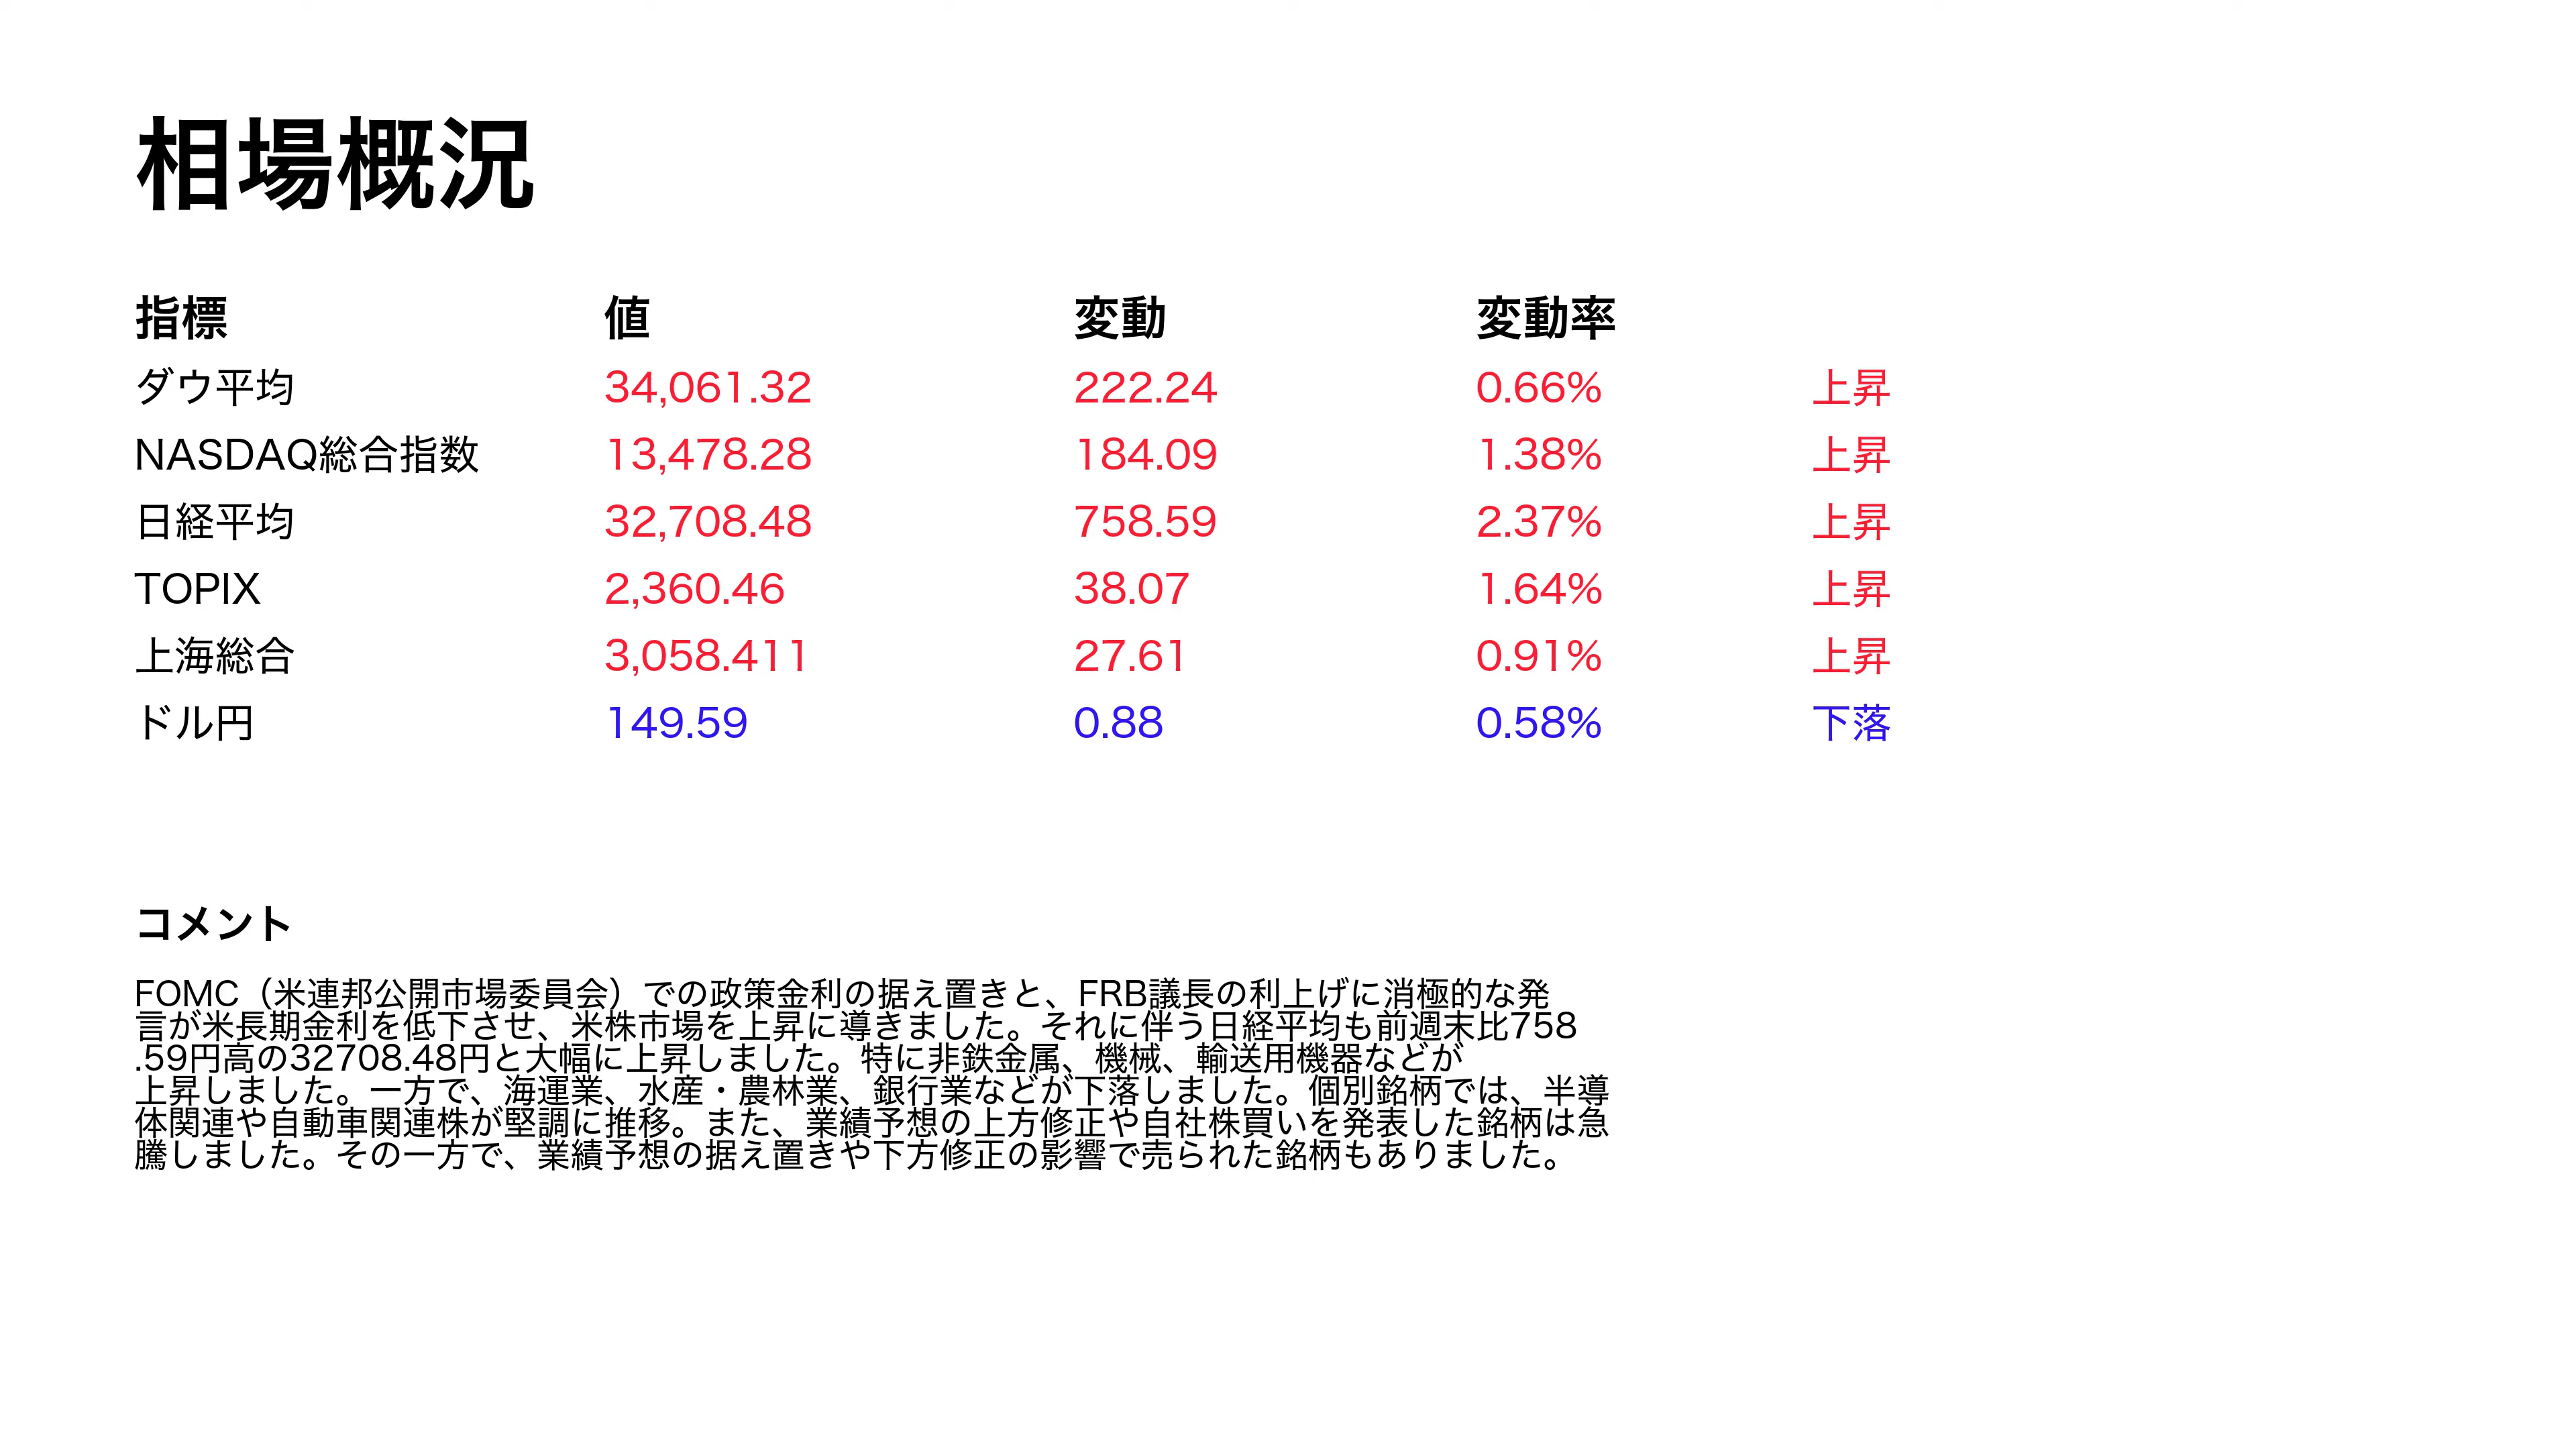 相場概況
指標 値 変動 変動率
ダウ平均 34,061.32 222.24 0.66% 上昇
NASDAQ総合指数 13,478.28 184.09 1.38% 上昇
日経平均 32,708.48 758.59 2.37% 上昇
TOPIX 2,360.46 38.07 1.64% 上昇
上海総合 3,058.411 27.61 0.91% 上昇
ドル円 149.59 0.88 0.58% 下落
コメント
FOMC（米連邦公開市場委員会）での政策金利の据え置きと、FRB議長の利上げに消極的な発
言が米長期金利を低下させ、米株市場を上昇に導きました。それに伴う日経平均も前週末比758
.59円高の32708.48円と大幅に上昇しました。特に非鉄金属、機械、輸送用機器などが
上昇しました。一方で、海運業、水産・農林業、銀行業などが下落しました。個別銘柄では、半導
体関連や自動車関連株が堅調に推移。また、業績予想の上方修正や自社株買いを発表した銘柄は急
騰しました。その一方で、業績予想の据え置きや下方修正の影響で売られた銘柄もありました。